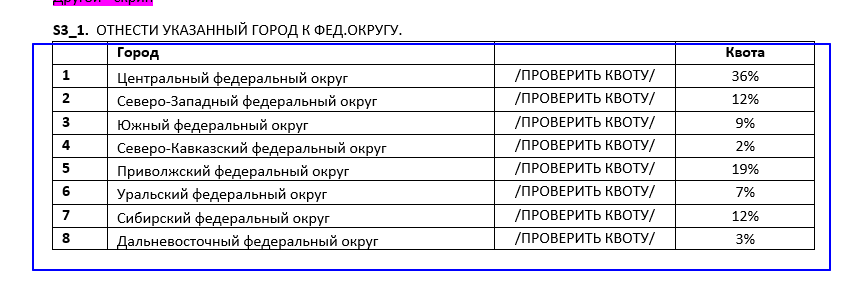 Другой - скрип
S3_1. ОТНЕСТИ УКАЗАННЫЙ ГОРОД К ФЕД.ОКРУГУ.
Город Квота
1 Центральный федеральный округ /ПРОВЕРИТЬ КВОТУ/ 36%
2 Северо-Западный федеральный округ /ПРОВЕРИТЬ КВОТУ/ 12%
3 Южный федеральный округ /ПРОВЕРИТЬ КВОТУ/ 9%
4 Северо-Кавказский федеральный округ /ПРОВЕРИТЬ КВОТУ/ 2%
5 Приволжский федеральный округ /ПРОВЕРИТЬ КВОТУ/ 19%
6 Уральский федеральный округ /ПРОВЕРИТЬ КВОТУ/ 7%
7 Сибирский федеральный округ /ПРОВЕРИТЬ КВОТУ/ 12%
8 Дальневосточный федеральный округ /ПРОВЕРИТЬ КВОТУ/ 3%